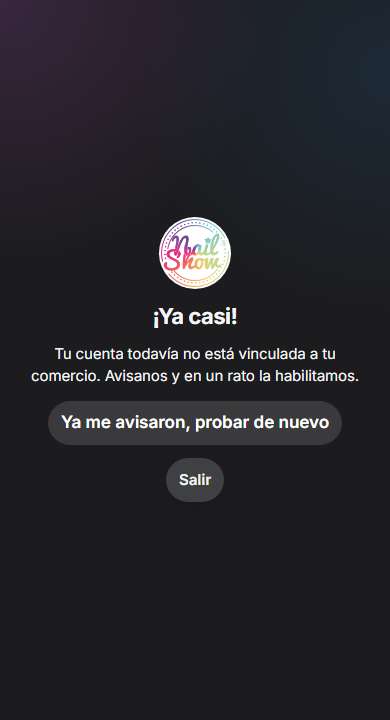 Nail
Show
¡Ya casi!
Tu cuenta todavía no está vinculada a tu
comercio. Avisanos y en un rato la habilitamos.
Ya me avisaron, probar de nuevo
Salir